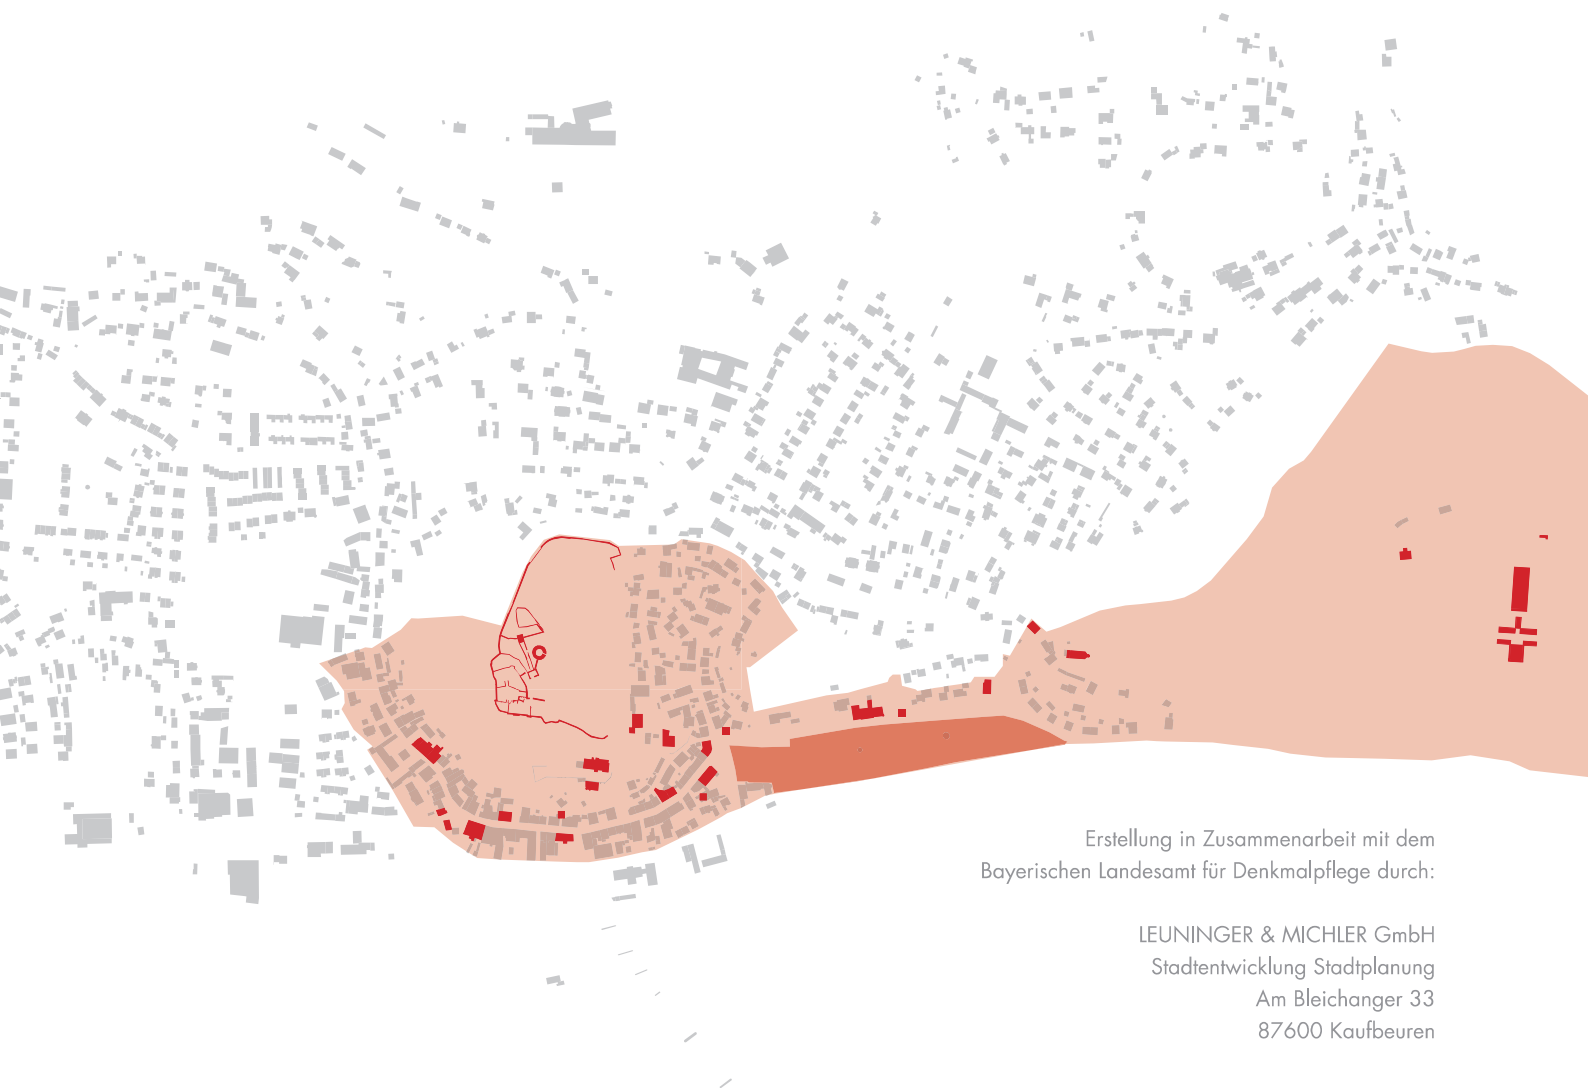 Erstellung in Zusammenarbeit mit dem
Bayerischen Landesamt für Denkmalpflege durch:
LEUNINGER & MICHLER GmbH
Stadtentwicklung Stadtplanung
Am Bleichanger 33
87600 Kaufbeuren